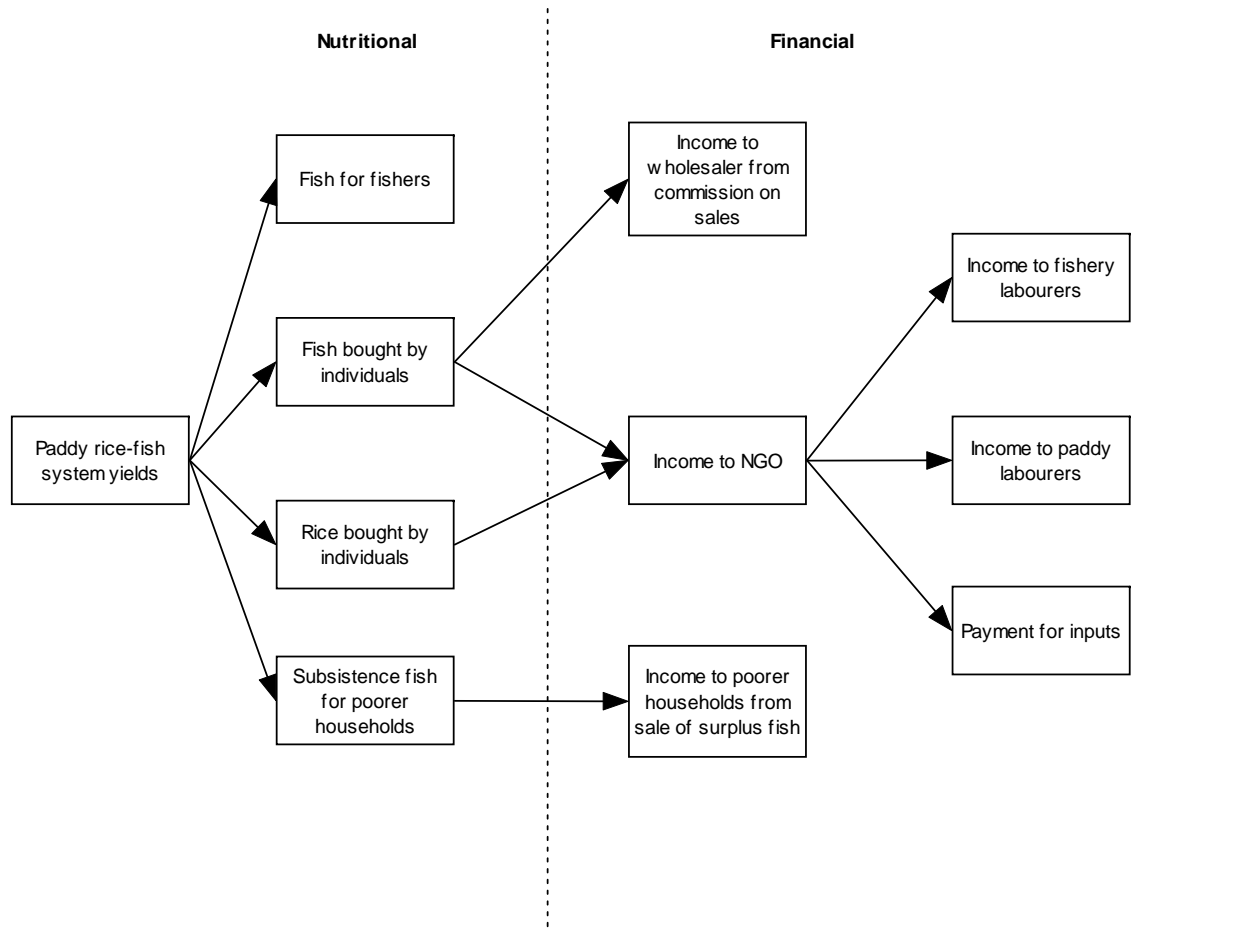 Nutritional
Financial
Fish for fishers
Income to
wholesaler from
commission on
sales
Income to fishery
labourers
Fish bought by
individuals
Paddy rice-fish
system yields
Income to NGO
Income to paddy
labourers
Rice bought by
individuals
Payment for inputs
Subsistence fish
for poorer
households
Income to poorer
households from
sale of surplus fish